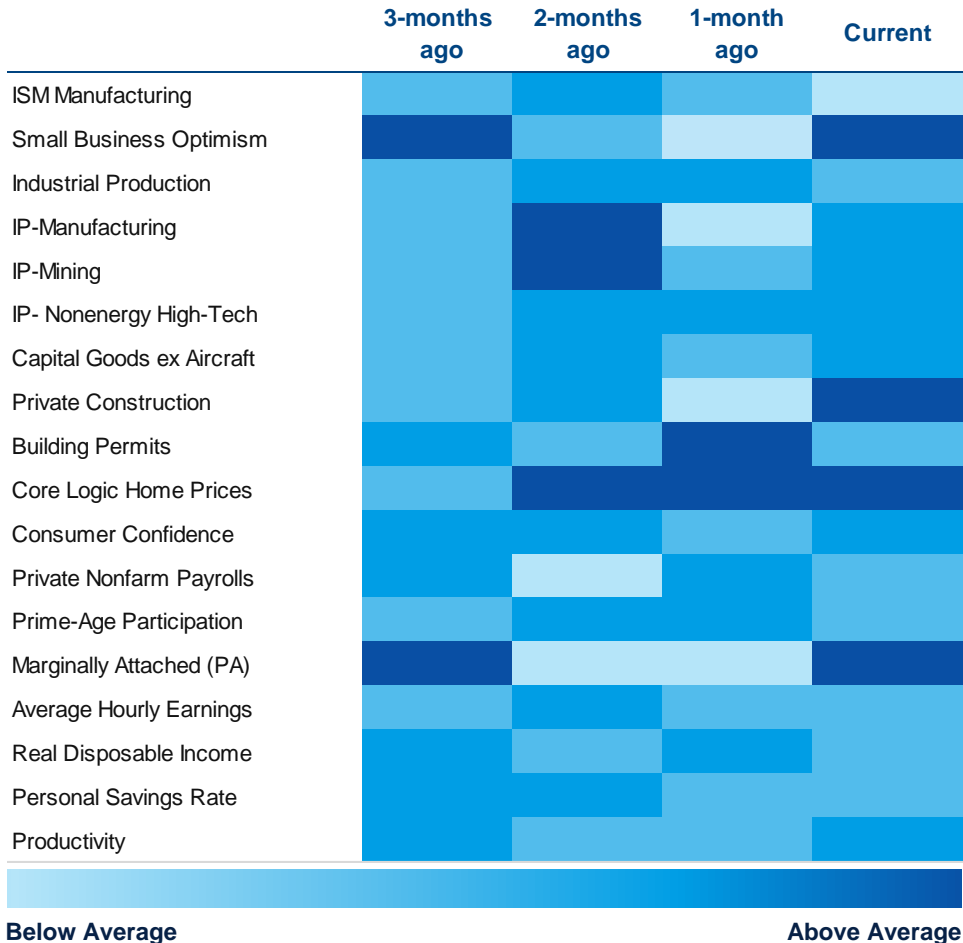 3-months ago
2-months ago
1-month ago
Current
ISM Manufacturing
Small Business Optimism
Industrial Production
IP-Manufacturing
IP-Mining
IP- Nonenergy High-Tech
Capital Goods ex Aircraft
Private Construction
Building Permits
Core Logic Home Prices
Consumer Confidence
Private Nonfarm Payrolls
Prime-Age Participation
Marginally Attached (PA)
Average Hourly Earnings
Real Disposable Income
Personal Savings Rate
Productivity
Below Average
Above Average